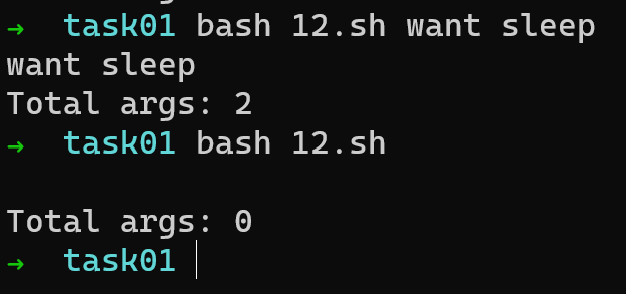 → task01 bash 12.sh want sleep
want sleep
Total args: 2
→ task01 bash 12.sh

Total args: 0
→ task01